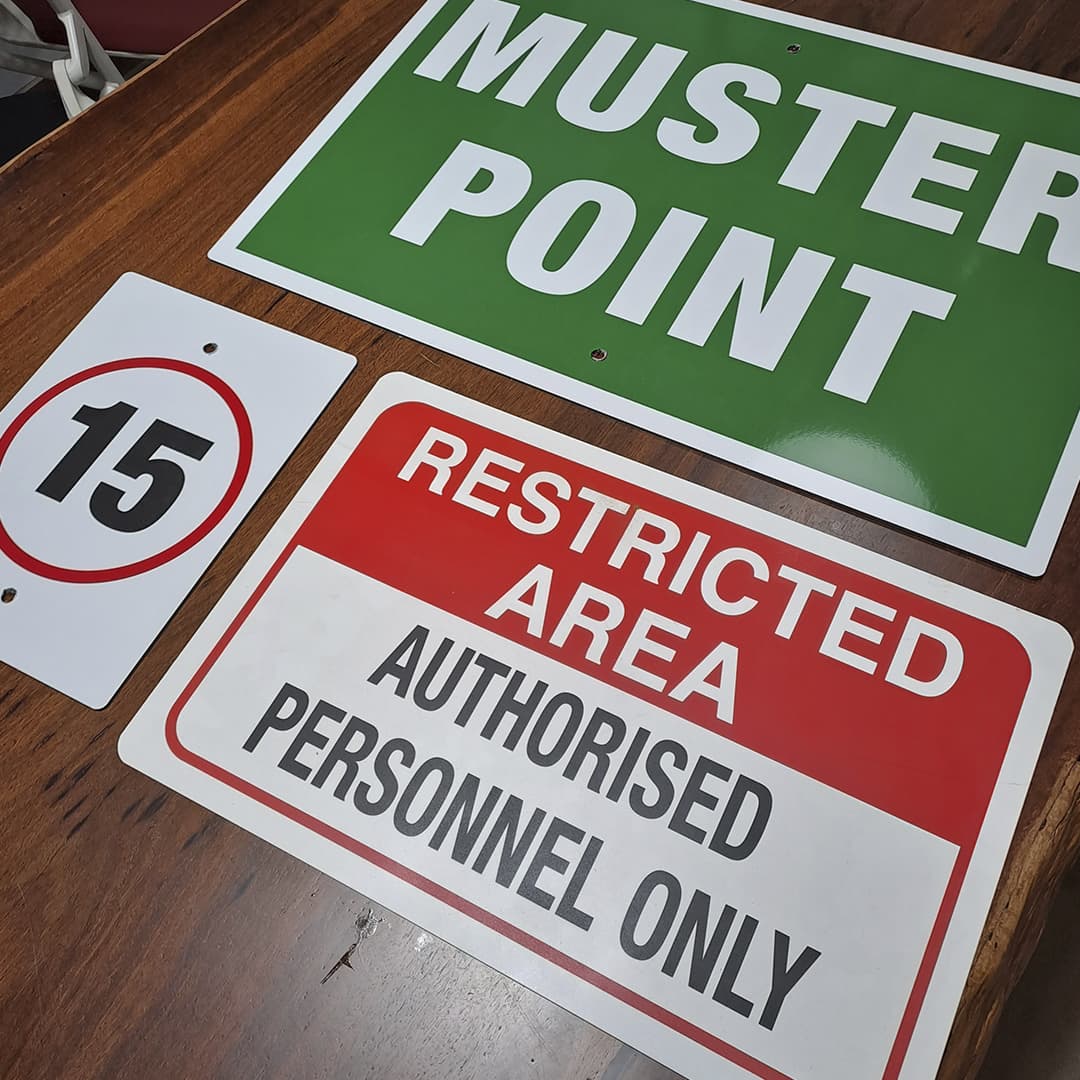 MUSTER
POINT
15
RESTRICTED
AREA
AUTHORISED
PERSONNEL ONLY